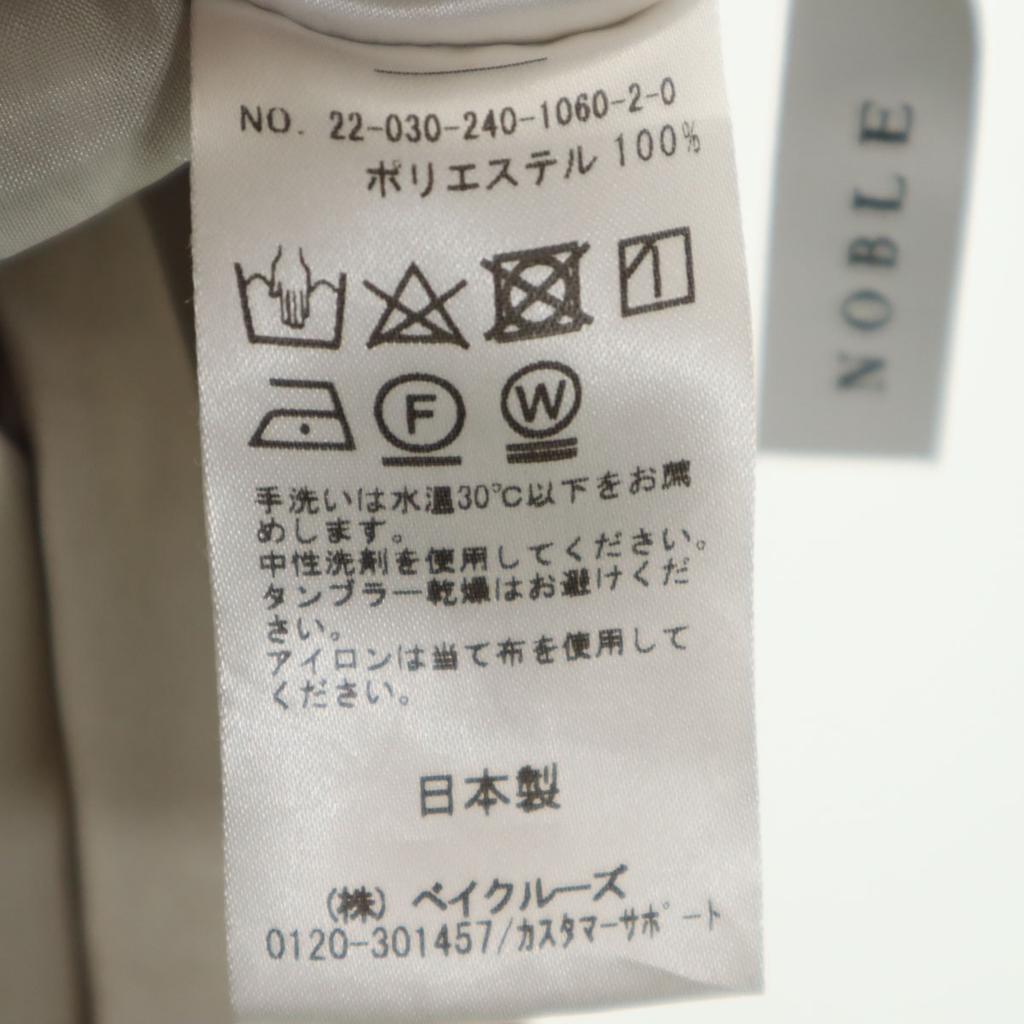 NO. 22-030-240-1060-2-0
ポリエステル 100%
F
W
手洗いは水温30℃以下をお薦
めします。
中性洗剤を使用してください。
タンブラー乾燥はお避けくだ
さい。
アイロンは当て布を使用して
ください。
日本製
(株) ベイクルーズ
0120-301457/カスタマーサポート
NOBLE